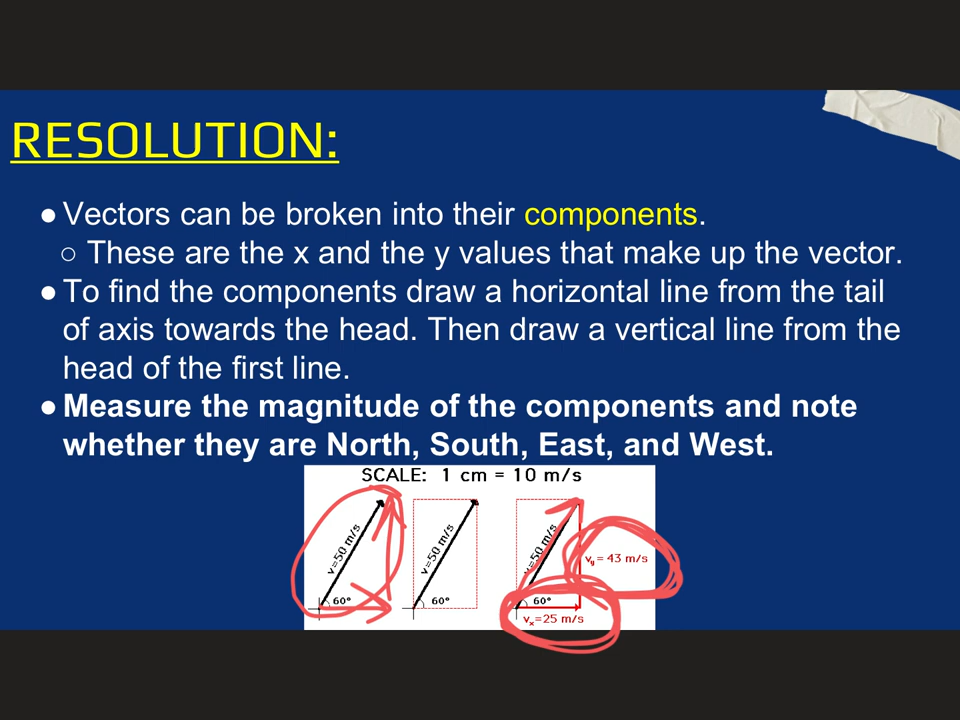 RESOLUTION:
●Vectors can be broken into their components.
○ These are the x and the y values that make up the vector.
●To find the components draw a horizontal line from the tail
of axis towards the head. Then draw a vertical line from the
head of the first line.
●Measure the magnitude of the components and note
whether they are North, South, East, and West.
SCALE: 1 cm = 10 m/s
v=50 m/s
60°
v=50 m/s
60°
v=50 m/s
60°
vy = 43 m/s
vx=25 m/s